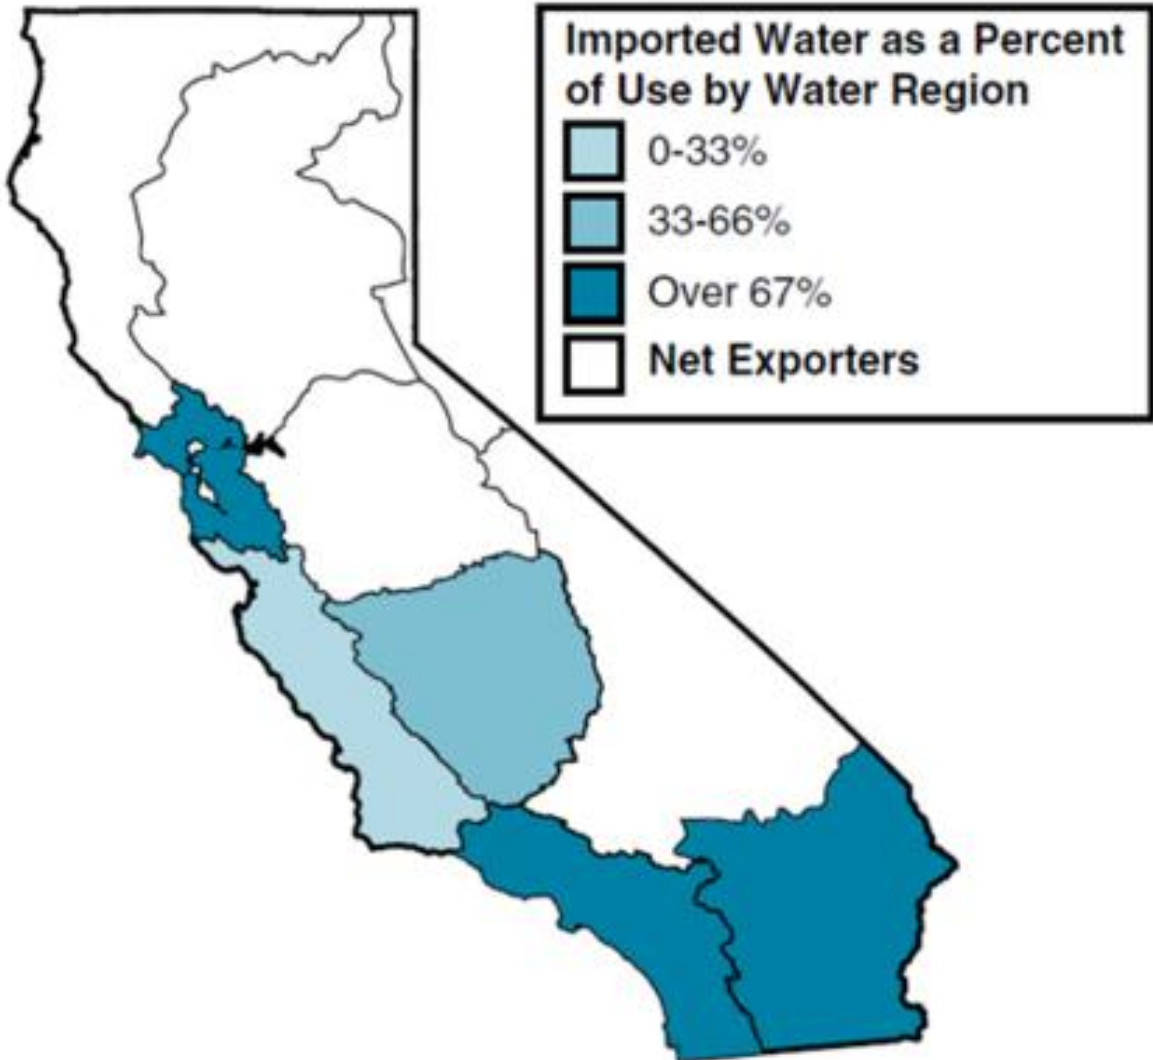 Imported Water as a Percent
of Use by Water Region
0-33%
33-66%
Over 67%
Net Exporters